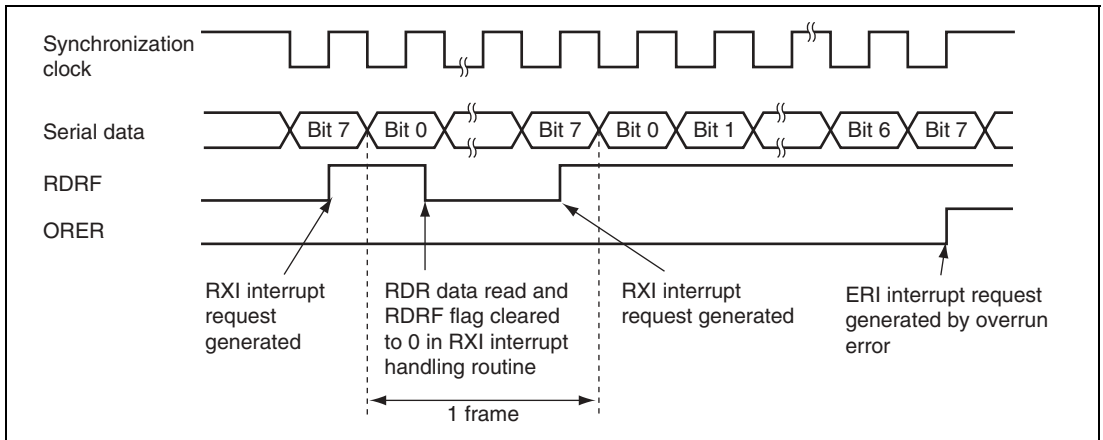 Synchronization
clock
Serial data
Bit 7
Bit 0
Bit 7
Bit 0
Bit 1
Bit 6
Bit 7
RDRF
ORER
RXI interrupt
request
generated
RDR data read and
RDRF flag cleared
to 0 in RXI interrupt
handling routine
RXI interrupt
request generated
ERI interrupt request
generated by overrun
error
1 frame